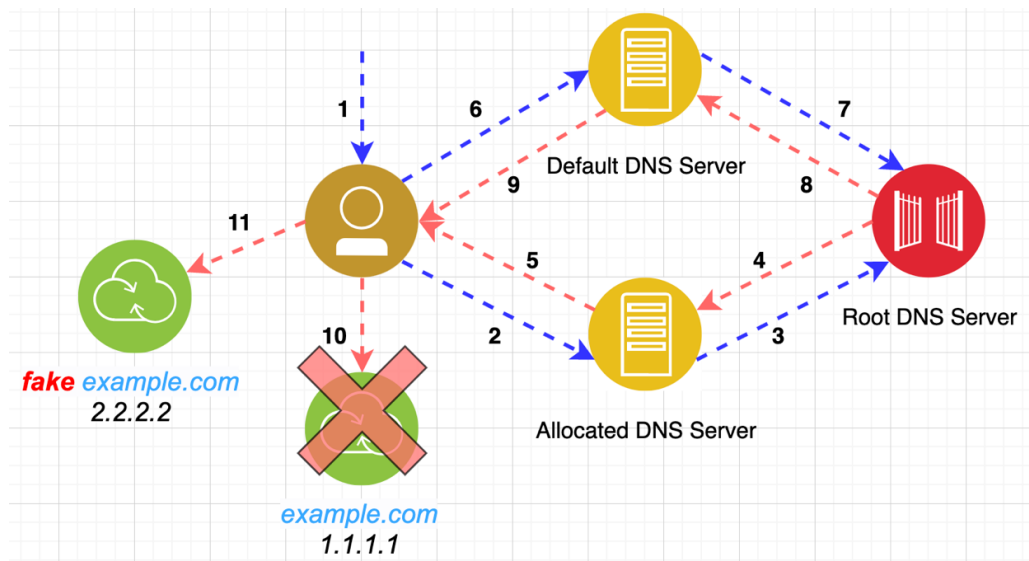 1
6
7
Default DNS Server
9
8
11
5
4
Root DNS Server
10
2
3
fake example.com
2.2.2.2
Allocated DNS Server
example.com
1.1.1.1